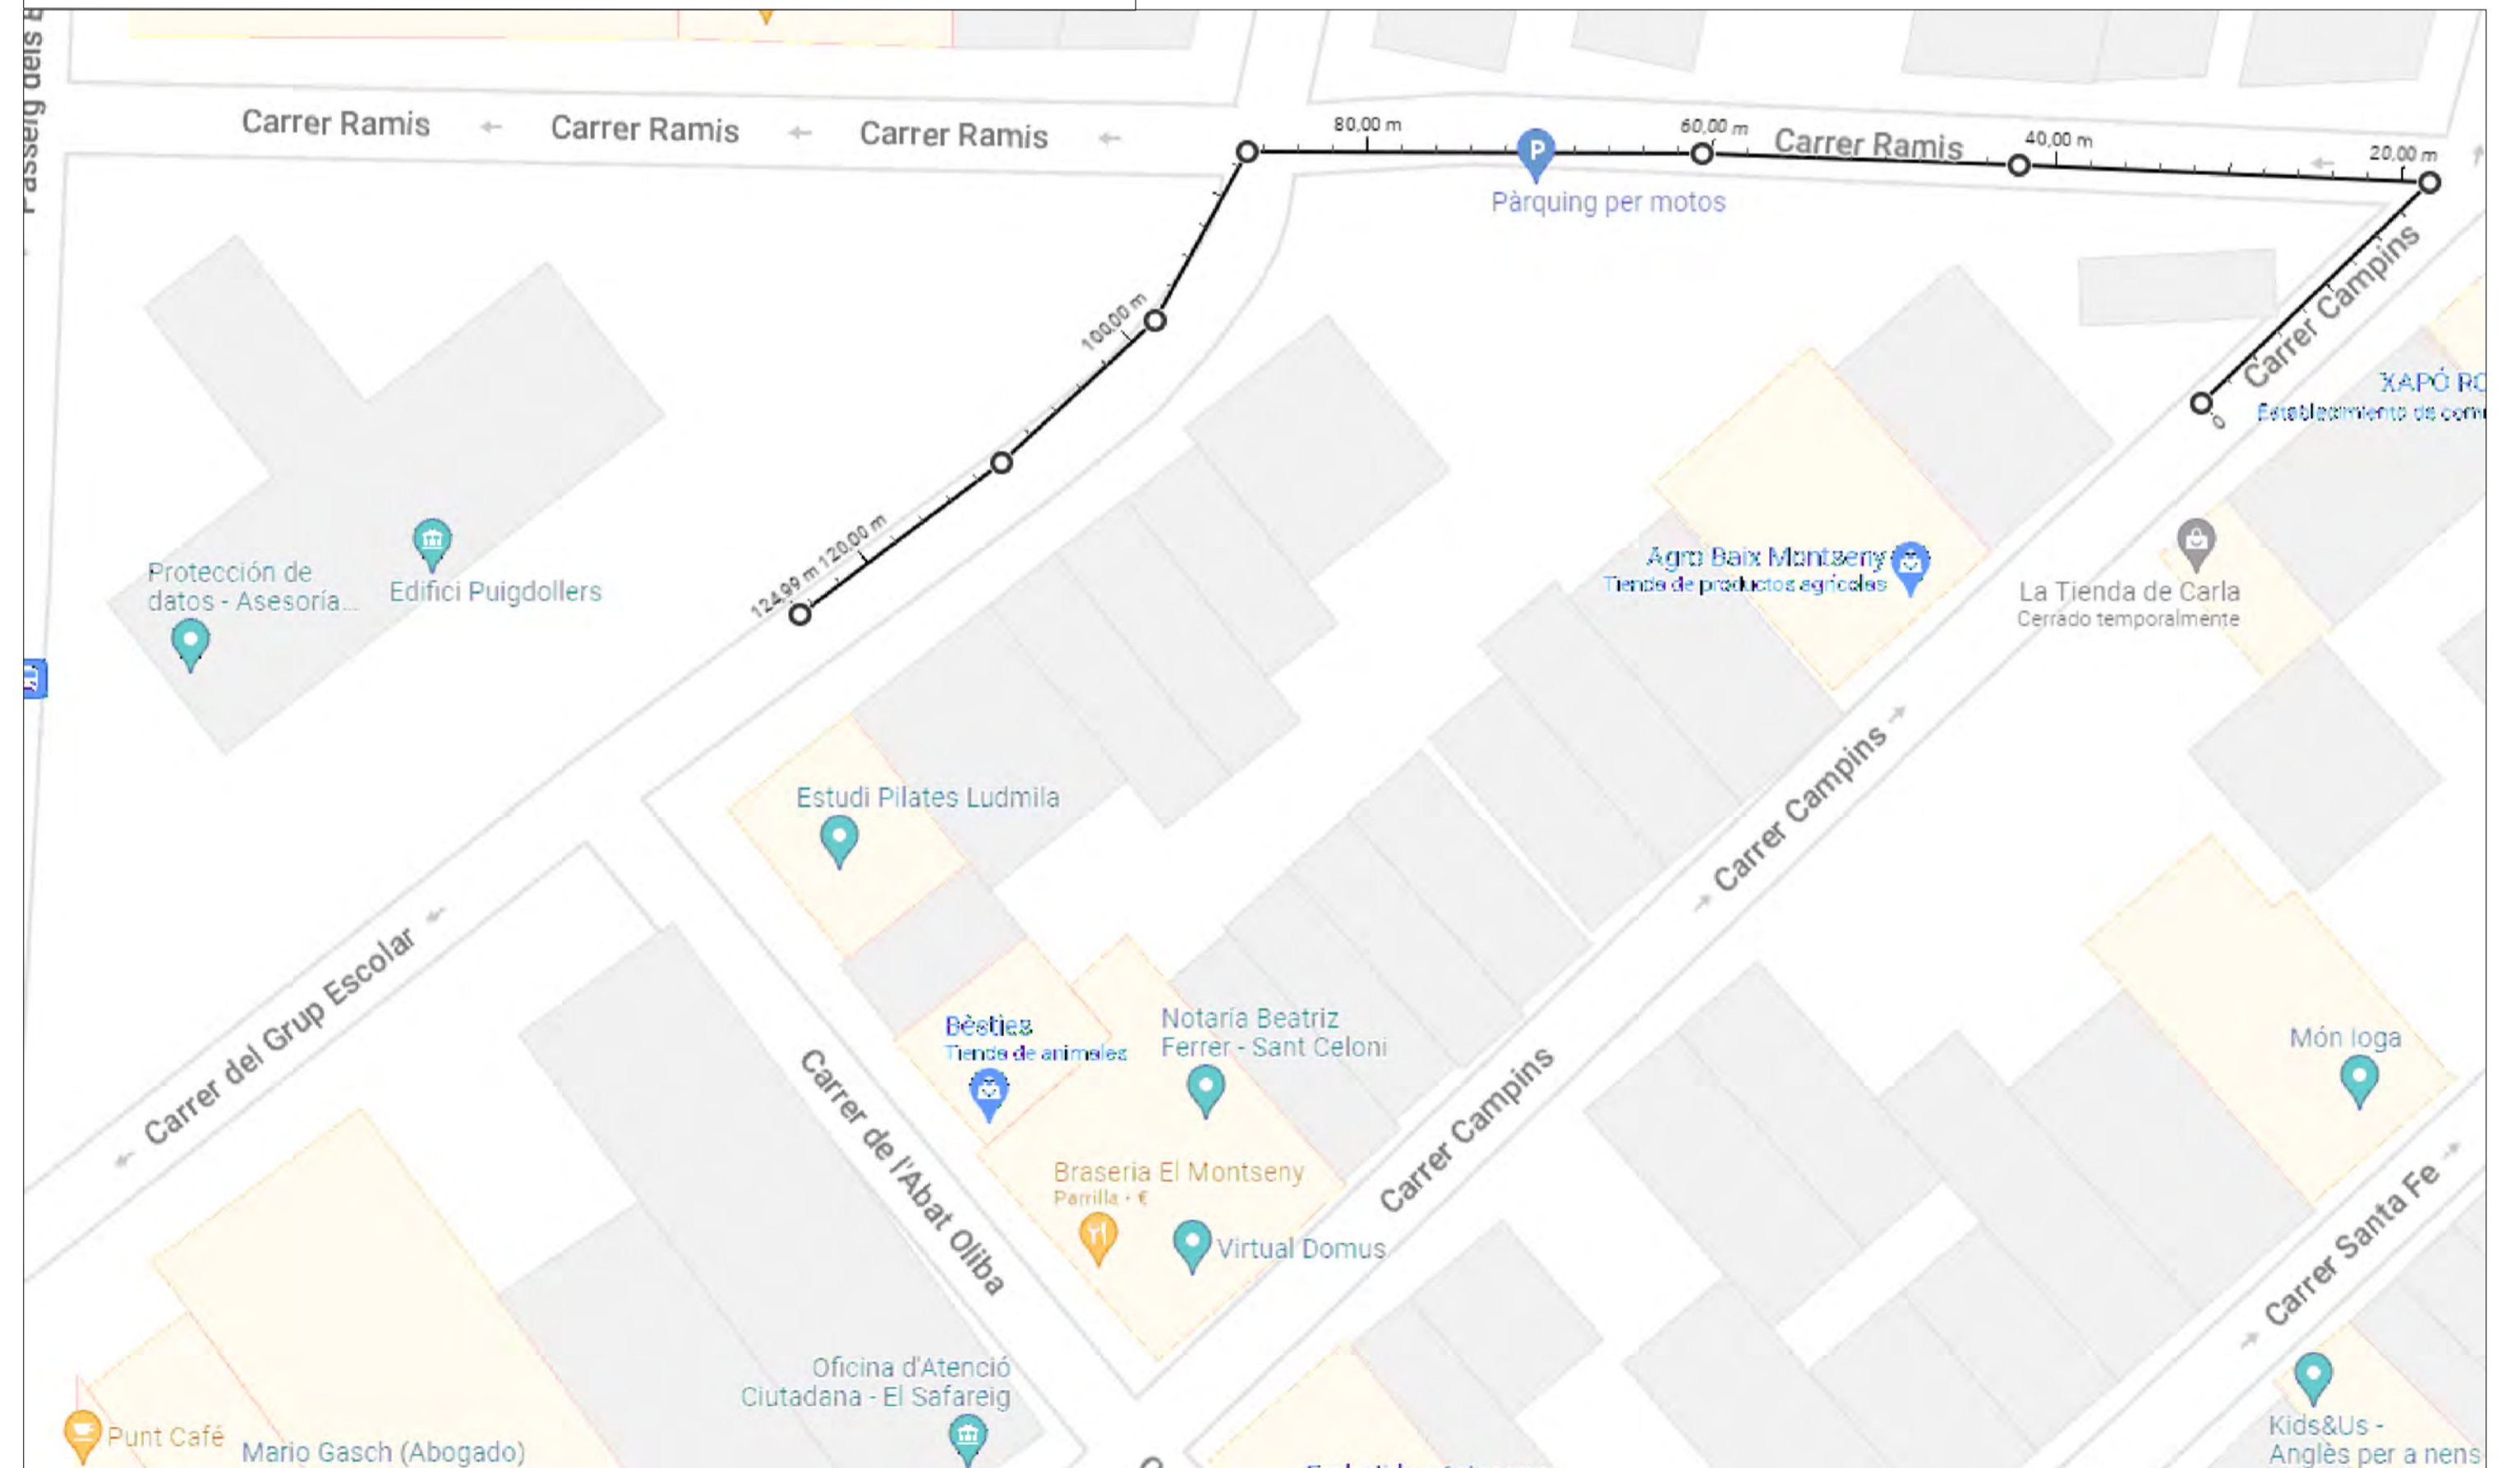 Passeig dels
Carrer Ramis
Carrer Ramis
Carrer Ramis
80,00 m
60,00 m
Carrer Ramis
40,00 m
20,00 m
P
Pàrquing per motos
Carrer Campins
0
XAPÓ
Establecimiento de
100,00 m
120,00 m
124,99 m
Protección de
datos - Asesoría...
Edifici Puigdollers
Agro Baix Montseny
Tienda de productos agrícolas
La Tienda de Carla
Cerrado temporalmente
Estudi Pilates Ludmila
Carrer Campins
Carrer del Grup Escolar
Bèsties
Tienda de animales
Notaría Beatriz
Ferrer - Sant Celoni
Món Ioga
Carrer de l'Abat Oliba
Carrer Campins
Braseria El Montseny
Parrilla · €
Virtual Domus
Carrer Santa Fe
Oficina d'Atenció
Ciutadana - El Safareig
Punt Café
Mario Gasch (Abogado)
Kids&Us -
Anglès per a nens